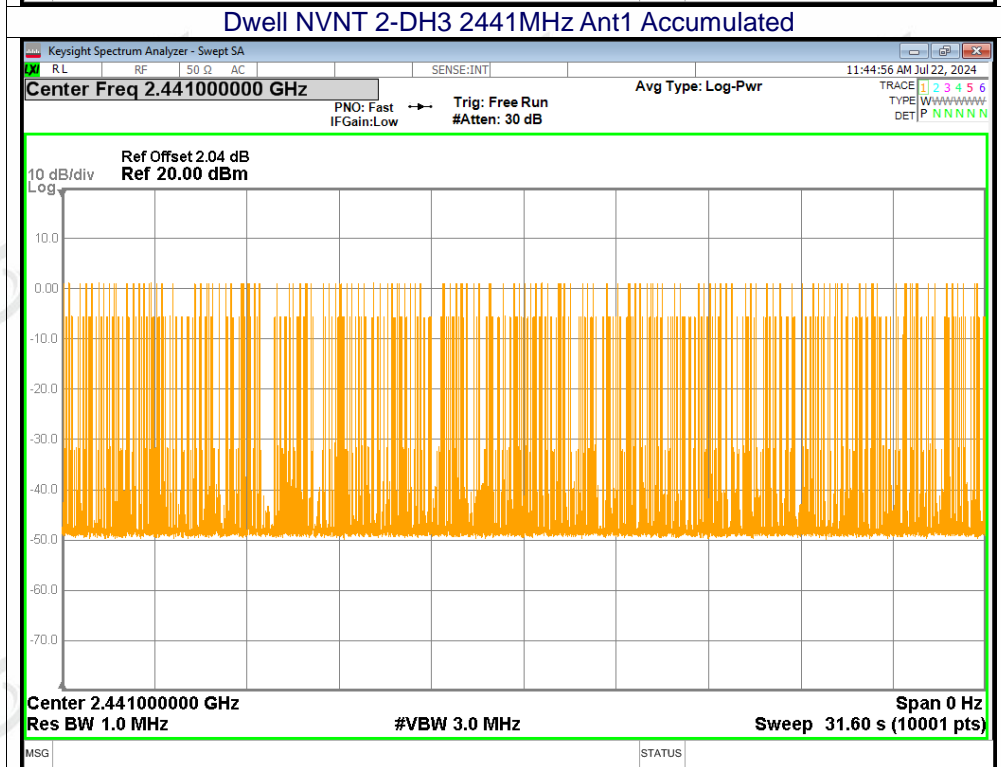 Dwell NVNT 2-DH3 2441MHz Ant1 Accumulated
Keysight Spectrum Analyzer - Swept SA
LXI RL RF 50 Ω AC SENSE:INT 11:44:56 AM Jul 22, 2024
Center Freq 2.441000000 GHz Avg Type: Log-Pwr TRACE 1 2 3 4 5 6
PNO: Fast Trig: Free Run TYPE WWWWWWW
IFGain:Low #Atten: 30 dB DET P N N N N N
Ref Offset 2.04 dB
10 dB/div Ref 20.00 dBm
Log
10.0
0.00
-10.0
-20.0
-30.0
-40.0
-50.0
-60.0
-70.0
Center 2.441000000 GHz Span 0 Hz
Res BW 1.0 MHz #VBW 3.0 MHz Sweep 31.60 s (10001 pts)
MSG STATUS